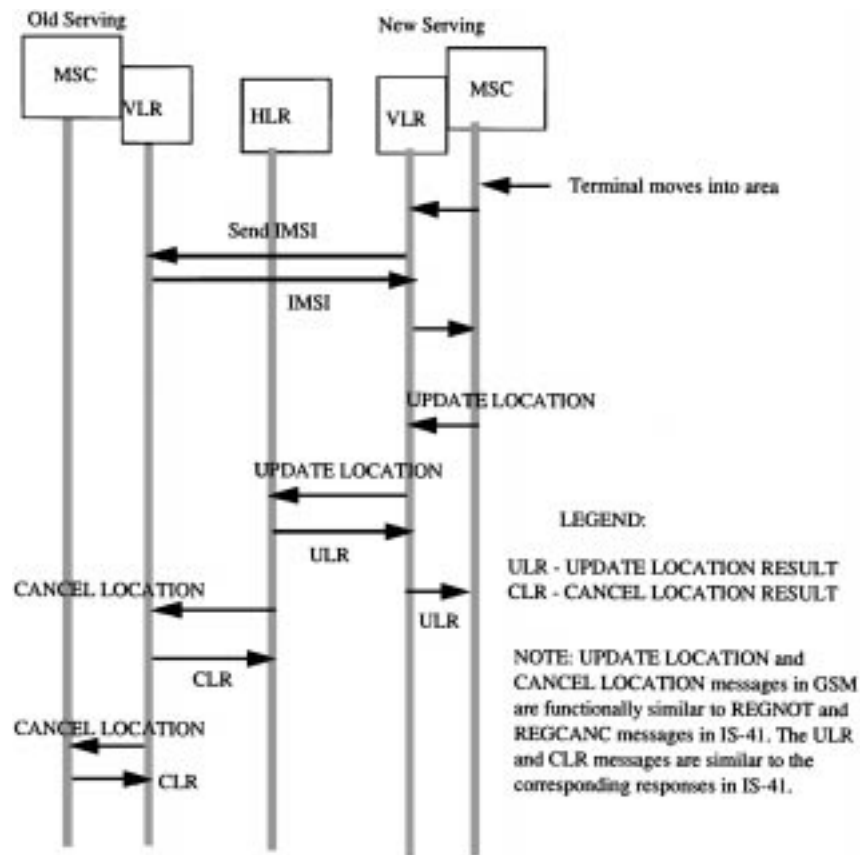 Old Serving
New Serving
MSC
VLR
HLR
VLR
MSC
Terminal moves into area
Send IMSI
IMSI
UPDATE LOCATION
UPDATE LOCATION
ULR
LEGEND:
ULR - UPDATE LOCATION RESULT
CLR - CANCEL LOCATION RESULT
CANCEL LOCATION
ULR
CLR
NOTE: UPDATE LOCATION and
CANCEL LOCATION messages in GSM
are functionally similar to REGNOT and
REGCANC messages in IS-41. The ULR
and CLR messages are similar to the
corresponding responses in IS-41.
CANCEL LOCATION
CLR